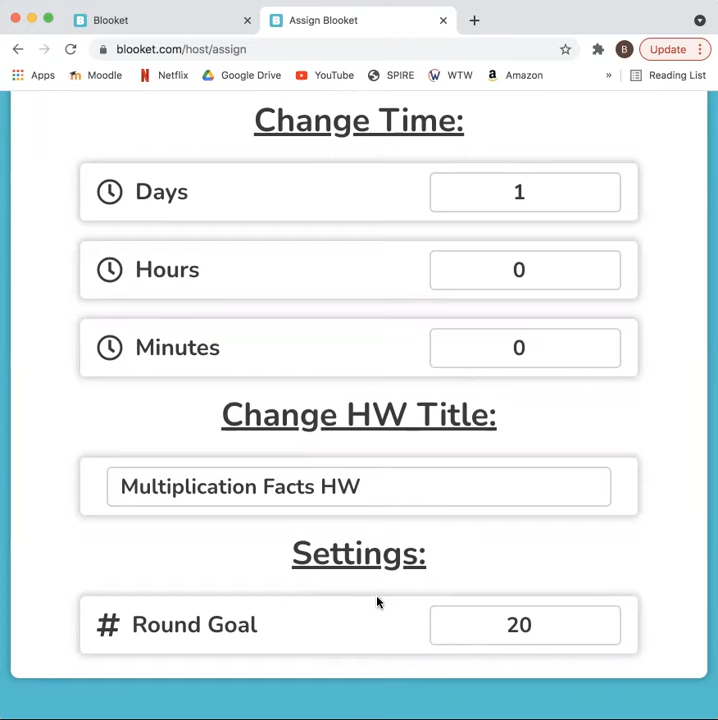 Blooket
Assign Blooket
blooket.com/host/assign
B
Update
Apps
Moodle
Netflix
Google Drive
YouTube
SPIRE
WTW
Amazon
»
Reading List
Change Time:
Days 1
Hours 0
Minutes 0
Change HW Title:
Multiplication Facts HW
Settings:
# Round Goal 20